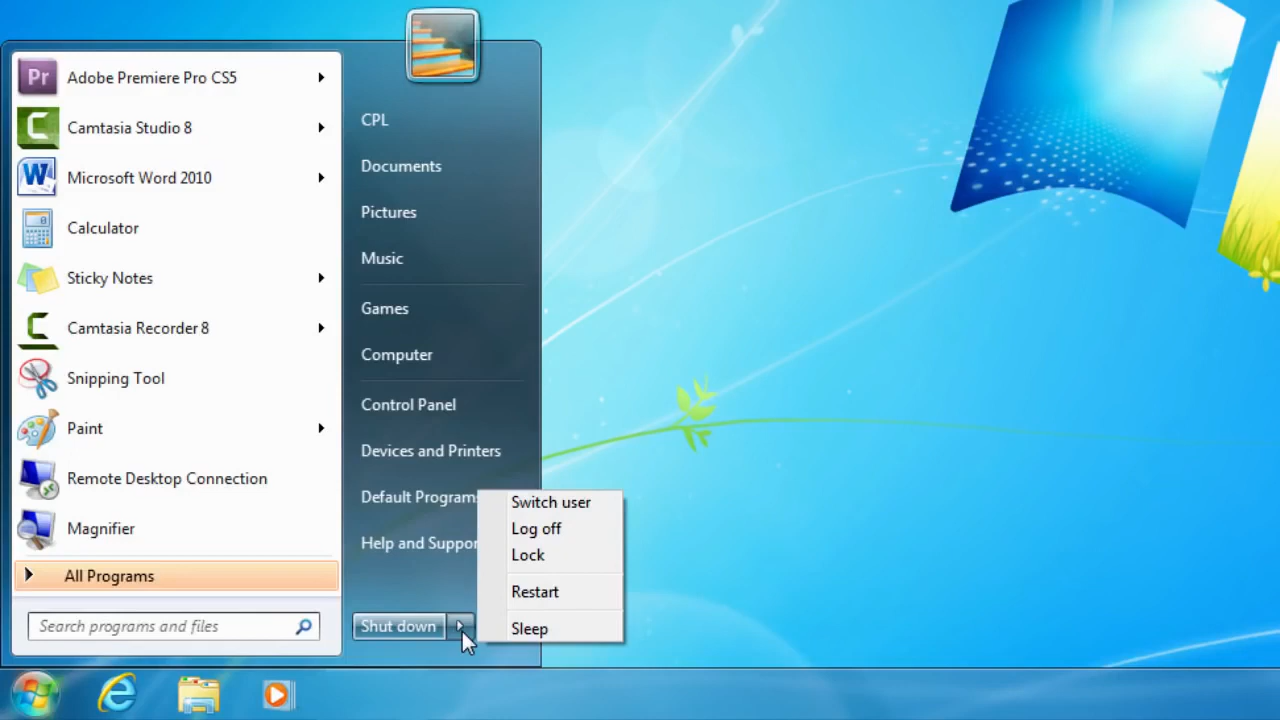 Pr
Adobe Premiere Pro CS5
Camtasia Studio 8
Microsoft Word 2010
Calculator
Sticky Notes
Camtasia Recorder 8
Snipping Tool
Paint
Remote Desktop Connection
Magnifier
All Programs
Search programs and files
CPL
Documents
Pictures
Music
Games
Computer
Control Panel
Devices and Printers
Default Program
Help and Suppor
Shut down
Switch user
Log off
Lock
Restart
Sleep